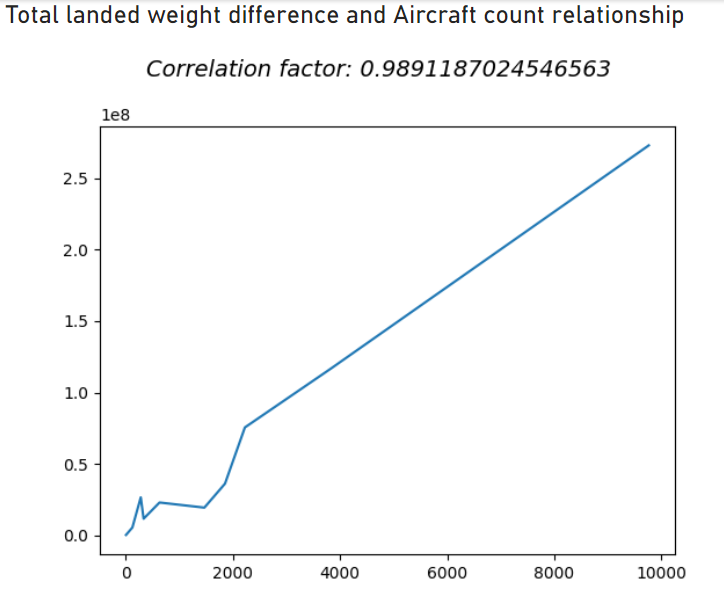 Total landed weight difference and Aircraft count relationship
Correlation factor: 0.9891187024546563
1e8
2.5
2.0
1.5
1.0
0.5
0.0
0 2000 4000 6000 8000 10000